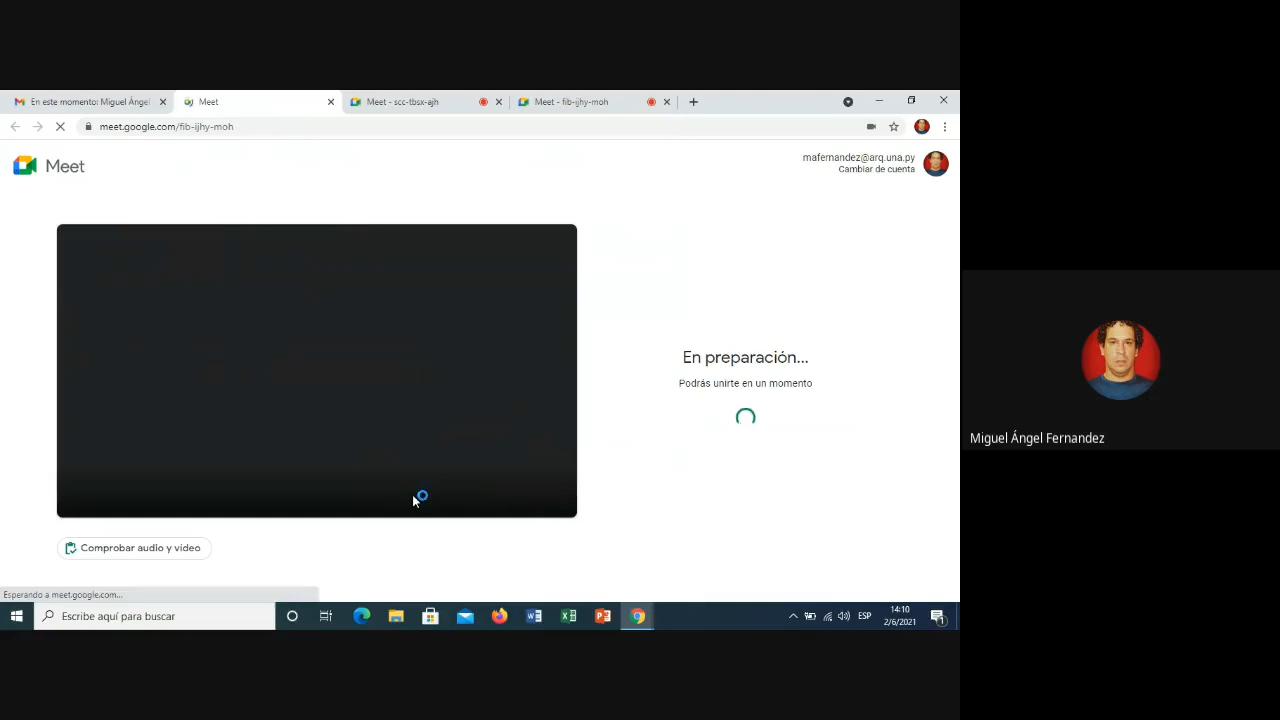 En este momento: Miguel Ángel
Meet
Meet - scc-tbsx-ajh
Meet - fib-ijhy-moh
meet.google.com/fib-ijhy-moh
Meet
mafernandez@arq.una.py
Cambiar de cuenta
En preparación...
Podrás unirte en un momento
Comprobar audio y video
Esperando a meet.google.com...
Miguel Ángel Fernandez
Escribe aquí para buscar
ESP
14:10
2/6/2021
1